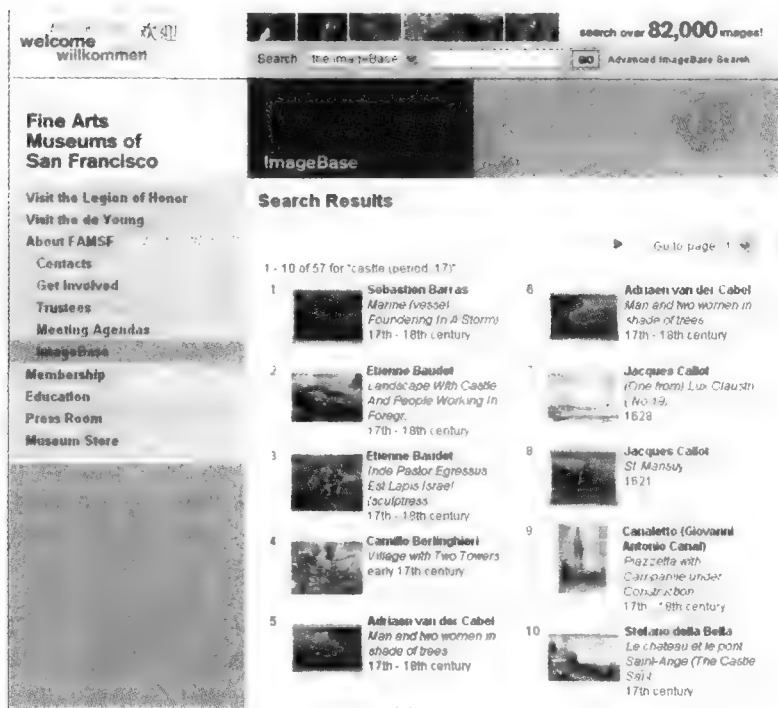 welcome
willkommen
search over 82,000 images!
Search the imageBase
GO Advanced ImageBase Search
Fine Arts
Museums of
San Francisco
ImageBase
Visit the Legion of Honor
Visit the de Young
About FAMSF
Contacts
Get Involved
Trustees
Meeting Agendas
ImageBase
Membership
Education
Press Room
Museum Store
Search Results
Go to page: 1
1 - 10 of 57 for "castle (period: 17)"
1
Sebastien Barras
Marine (vessel
Foundering In A Storm)
17th - 18th century
2
Etienne Baudet
Landscape With Castle
And People Working In
Foregr.
17th - 18th century
3
Etienne Baudet
Inde Pastor Egressus
Est Lapis Israel
(sculptress
17th - 18th century
4
Camillo Berlinghieri
Village with Two Towers
early 17th century
5
Adriaen van der Cabel
Man and two women in
shade of trees
17th - 18th century
6
Adriaen van der Cabel
Man and two women in
shade of trees
17th - 18th century
7
Jacques Callot
(One from) Lux Claustri
( No 19)
1628
8
Jacques Callot
St. Mansuy
1621
9
Canaletto (Giovanni
Antonio Canal)
Piazzetta with
Campanile under
Construction
17th - 18th century
10
Stefano della Bella
Le chateau et le pont
Saint-Ange (The Castle
Saint
17th century